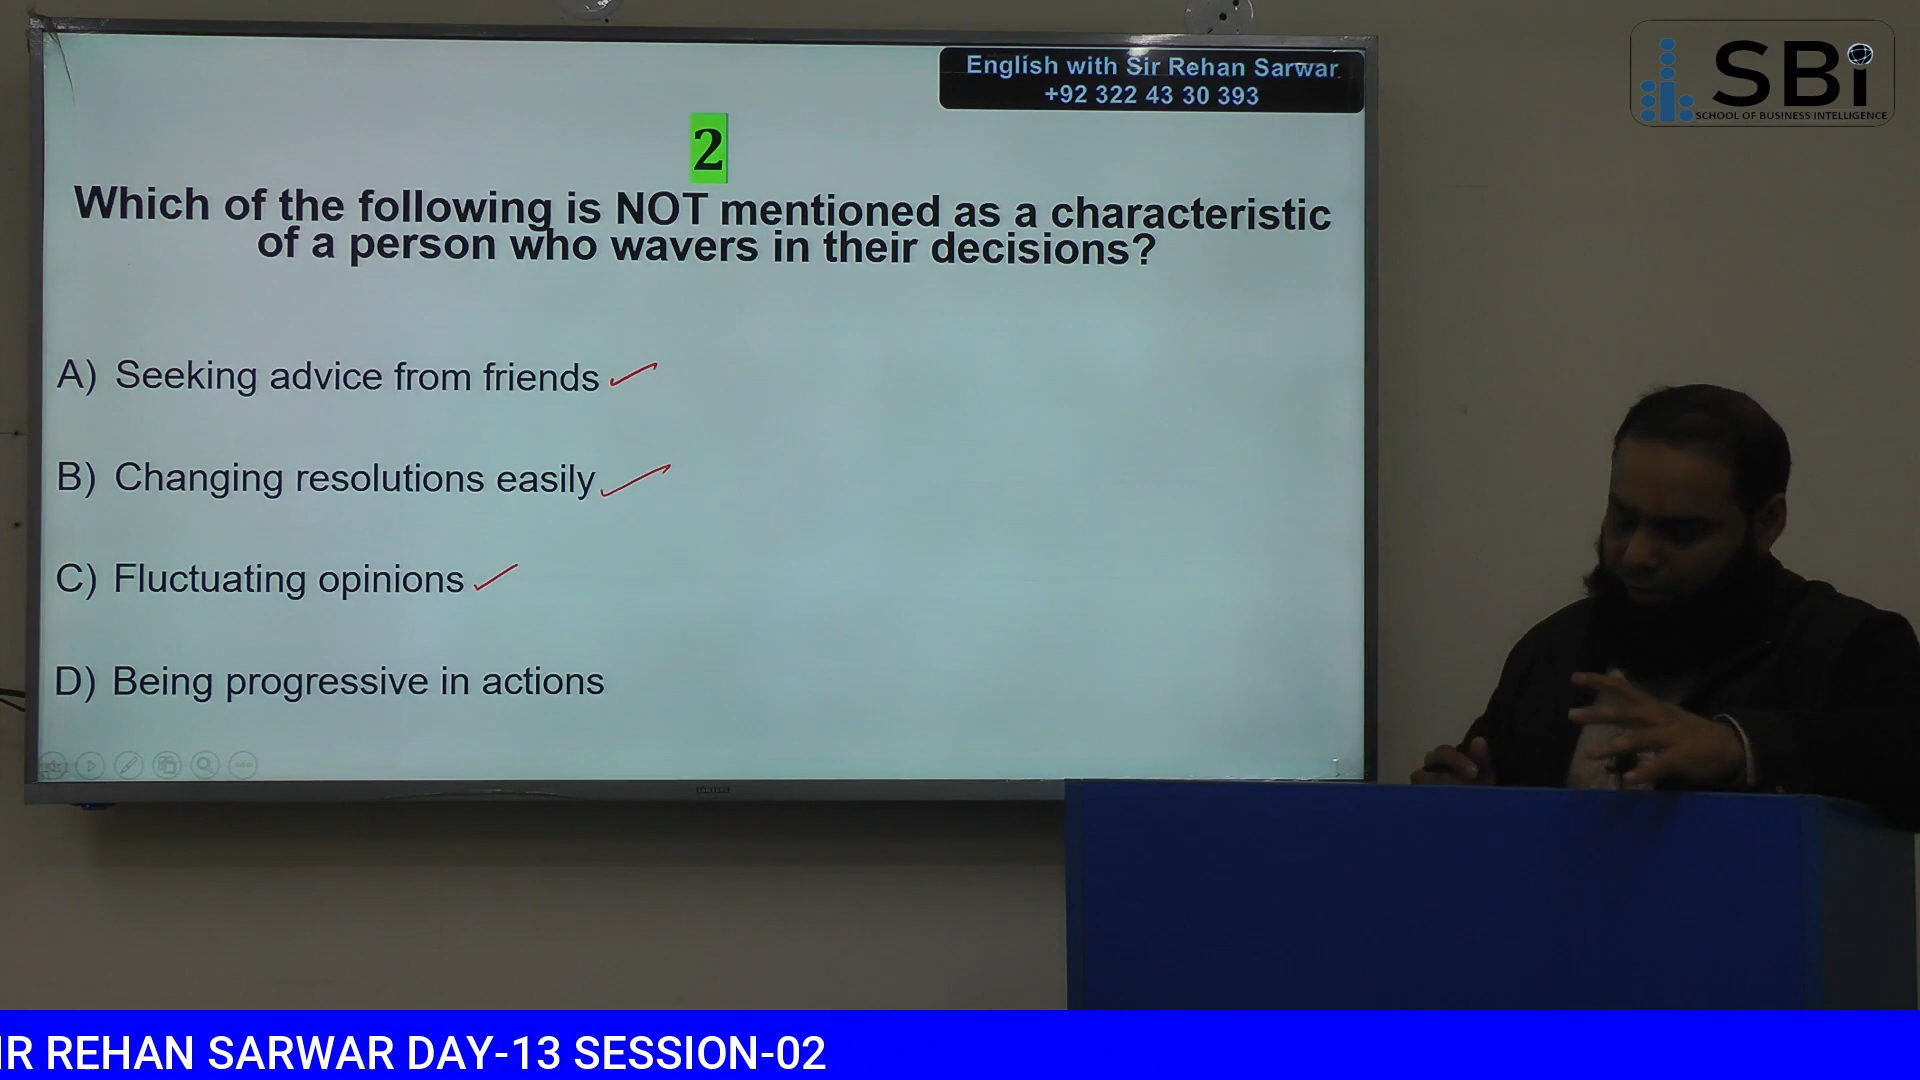 English with Sir Rehan Sarwar
+92 322 43 30 393
SBi
SCHOOL OF BUSINESS INTELLIGENCE
2
Which of the following is NOT mentioned as a characteristic
of a person who wavers in their decisions?
A) Seeking advice from friends
B) Changing resolutions easily
C) Fluctuating opinions
D) Being progressive in actions
SAMSUNG
IR REHAN SARWAR DAY-13 SESSION-02